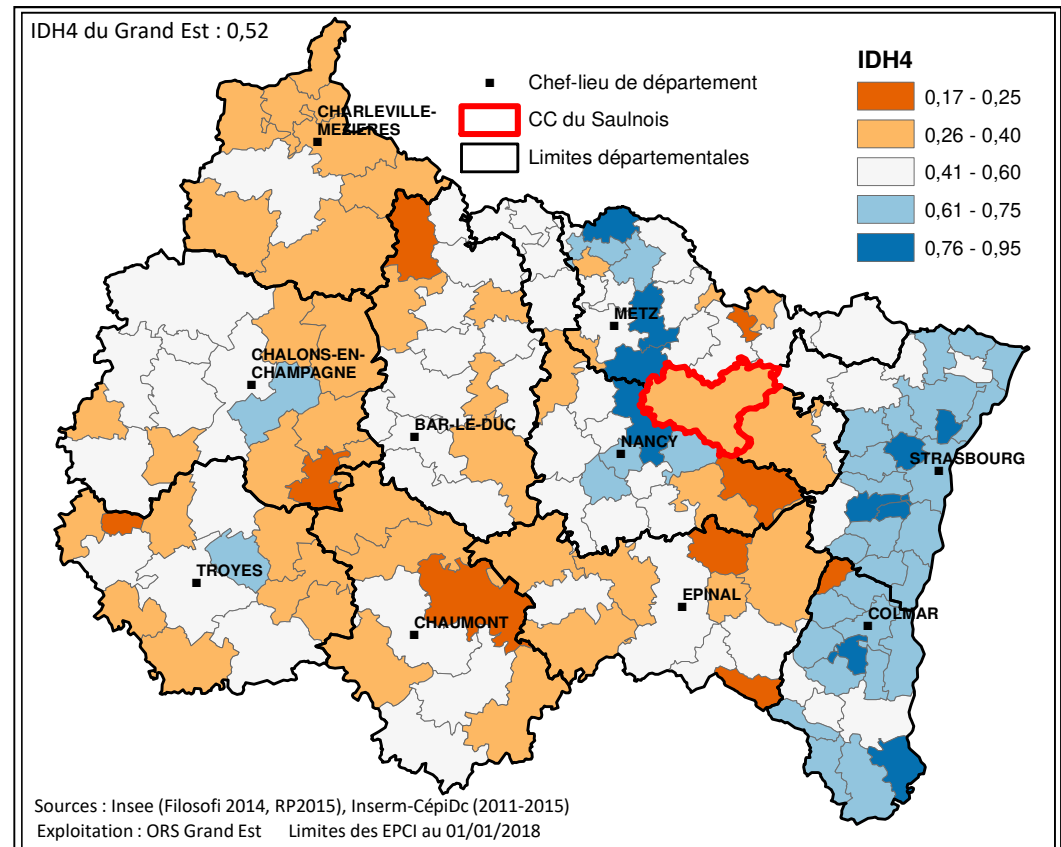 IDH4 du Grand Est : 0,52
Chef-lieu de département
CC du Saulnois
Limites départementales
IDH4
0,17 - 0,25
0,26 - 0,40
0,41 - 0,60
0,61 - 0,75
0,76 - 0,95
CHARLEVILLE-
MEZIERES
METZ
CHALONS-EN-
CHAMPAGNE
BAR-LE-DUC
NANCY
STRASBOURG
TROYES
EPINAL
CHAUMONT
COLMAR
Sources : Insee (Filosofi 2014, RP2015), Inserm-CépiDc (2011-2015)
Exploitation : ORS Grand Est Limites des EPCI au 01/01/2018